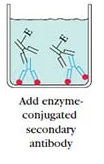 E
E
Add enzyme-
conjugated
secondary
antibody